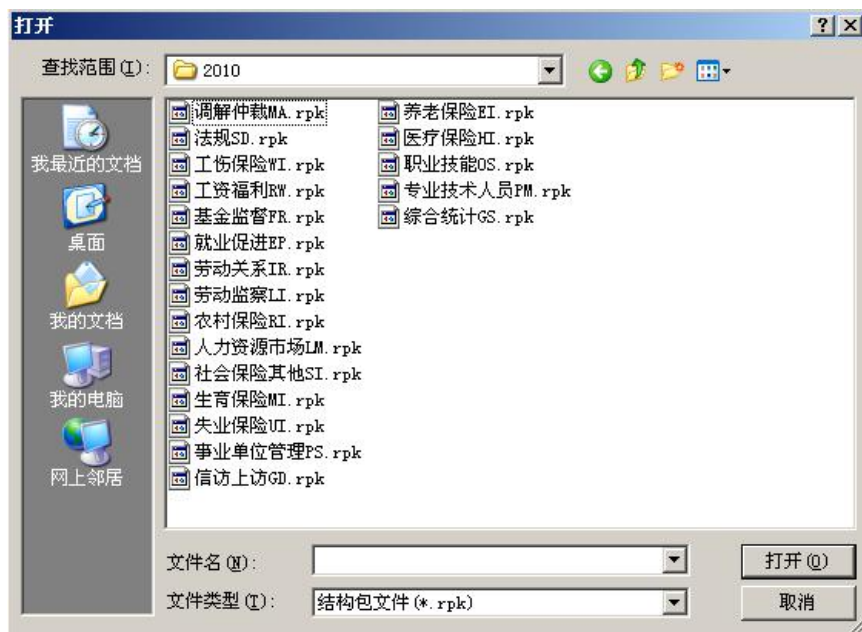 打开
查找范围(I):
2010
我最近的文档
桌面
我的文档
我的电脑
网上邻居
调解仲裁MA.rpk
法规SD.rpk
工伤保险WI.rpk
工资福利RW.rpk
基金监督FR.rpk
就业促进EP.rpk
劳动关系IR.rpk
劳动监察LI.rpk
农村保险RI.rpk
人力资源市场LM.rpk
社会保险其他SI.rpk
生育保险MI.rpk
失业保险UI.rpk
事业单位管理PS.rpk
信访上访GD.rpk
养老保险EI.rpk
医疗保险HI.rpk
职业技能OS.rpk
专业技术人员PM.rpk
综合统计GS.rpk
文件名(N):
打开(O)
文件类型(T):
结构包文件(*.rpk)
取消